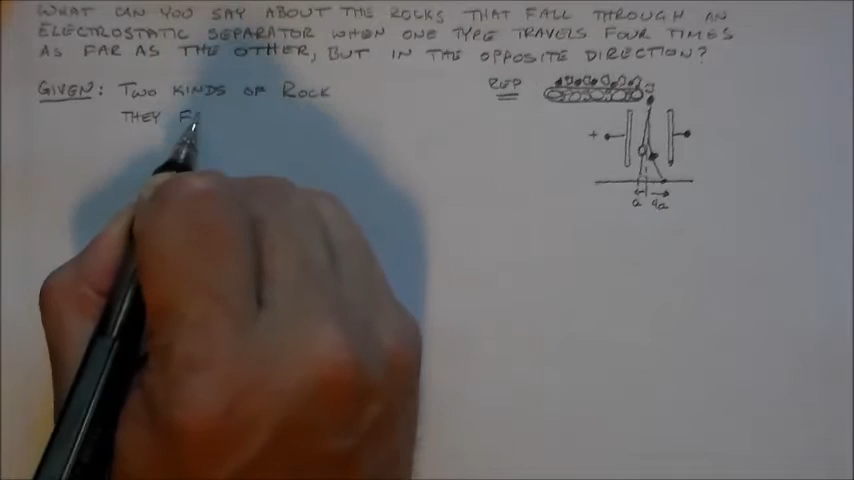 WHAT CAN YOU SAY ABOUT THE ROCKS THAT FALL THROUGH AN
ELECTROSTATIC SEPARATOR WHEN ONE TYPE TRAVELS FOUR TIMES
AS FAR AS THE OTHER, BUT IN THE OPPOSITE DIRECTION?
GIVEN: TWO KINDS OF ROCK
THEY F
REP
+ -
a 4a